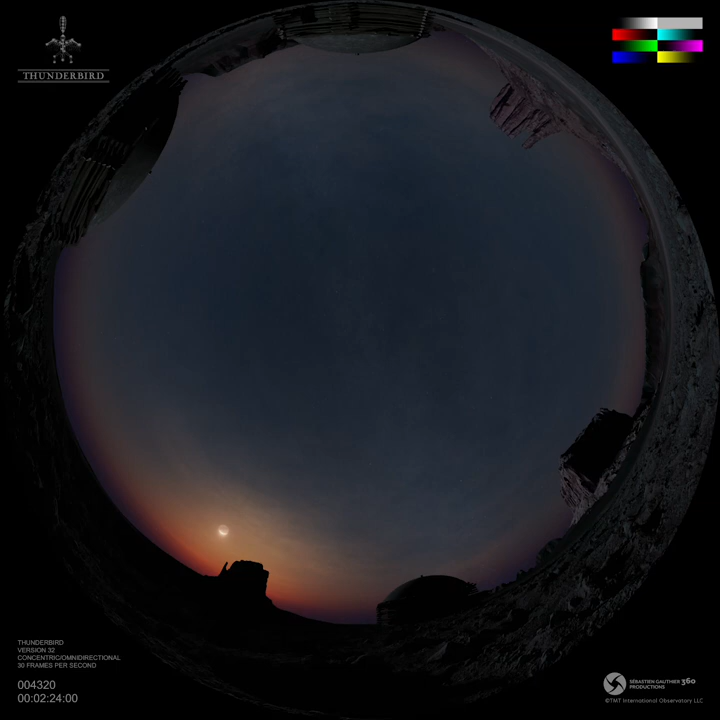 THUNDERBIRD
THUNDERBIRD
VERSION 32
CONCENTRIC/OMNIDIRECTIONAL
30 FRAMES PER SECOND
004320
00:02:24:00
SÉBASTIEN GAUTHIER 360
PRODUCTIONS
©TMT International Observatory LLC